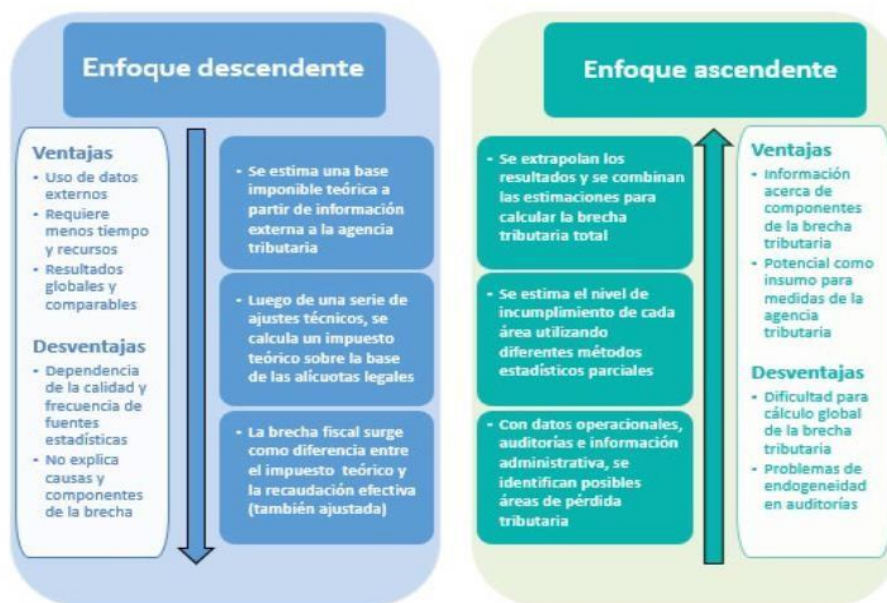 Enfoque descendente
Ventajas
• Uso de datos
externos
• Requiere
menos tiempo
y recursos
• Resultados
globales y
comparables
Desventajas
• Dependencia
de la calidad y
frecuencia de
fuentes
estadísticas
• No explica
causas y
componentes
de la brecha
• Se estima una base
imponible teórica a
partir de información
externa a la agencia
tributaria
• Luego de una serie de
ajustes técnicos, se
calcula un impuesto
teórico sobre la base
de las alícuotas legales
• La brecha fiscal surge
como diferencia entre
el impuesto teórico y
la recaudación efectiva
(también ajustada)
Enfoque ascendente
• Se extrapolan los
resultados y se combinan
las estimaciones para
calcular la brecha
tributaria total
• Se estima el nivel de
incumplimiento de cada
área utilizando
diferentes métodos
estadísticos parciales
• Con datos operacionales,
auditorías e información
administrativa, se
identifican posibles
áreas de pérdida
tributaria
Ventajas
• Información
acerca de
componentes
de la brecha
tributaria
• Potencial como
insumo para
medidas de la
agencia
tributaria
Desventajas
• Dificultad para
cálculo global
de la brecha
tributaria
• Problemas de
endogeneidad
en auditorías